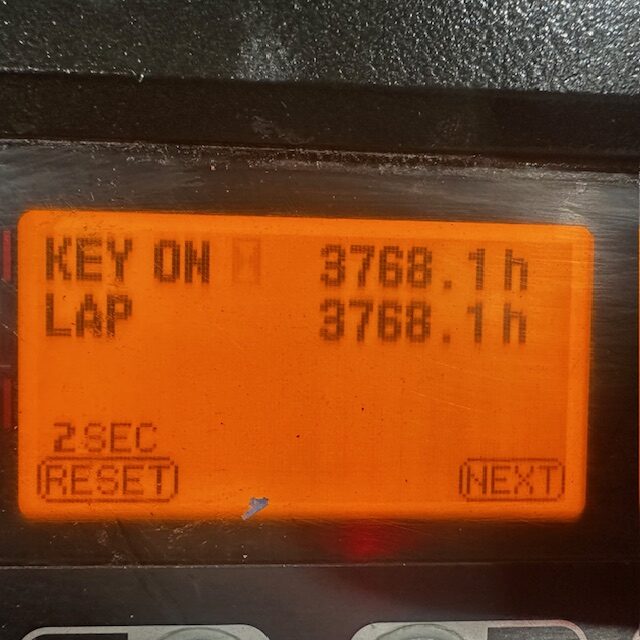 KEY ON 3768.1h
LAP 3768.1h
2SEC
RESET NEXT